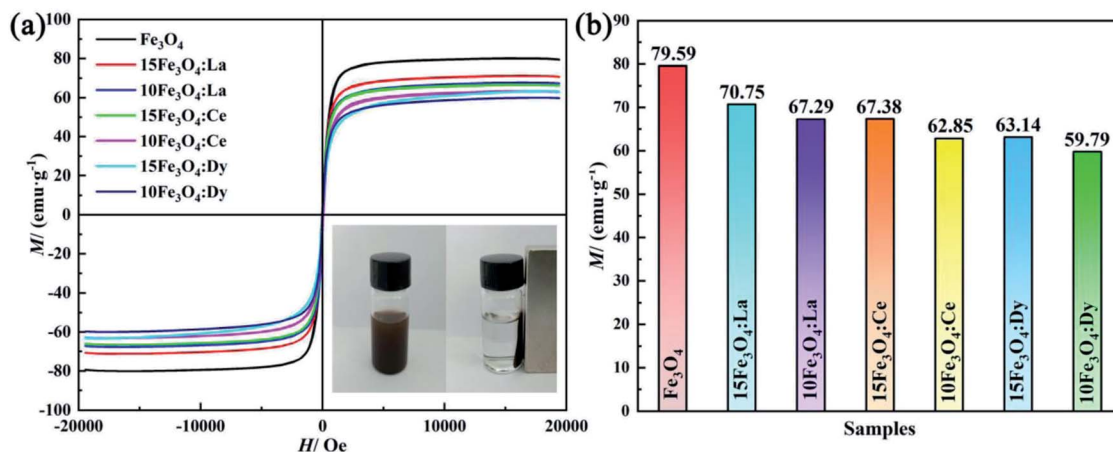 (a)
M/ (emu·g⁻¹)
100
80
60
40
20
0
-20
-40
-60
-80
-100
Fe₃O₄
15Fe₃O₄:La
10Fe₃O₄:La
15Fe₃O₄:Ce
10Fe₃O₄:Ce
15Fe₃O₄:Dy
10Fe₃O₄:Dy
-20000 -10000 0 10000 20000
H/ Oe
(b)
M/ (emu·g⁻¹)
90
80
70
60
50
40
30
20
10
0
79.59
70.75
67.29
67.38
62.85
63.14
59.79
Fe₃O₄
15Fe₃O₄:La
10Fe₃O₄:La
15Fe₃O₄:Ce
10Fe₃O₄:Ce
15Fe₃O₄:Dy
10Fe₃O₄:Dy
Samples